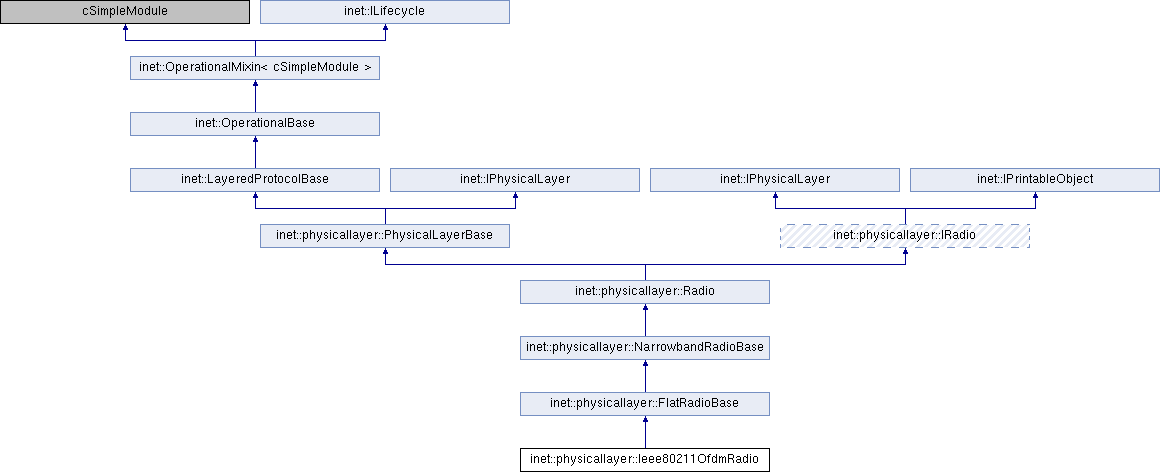 cSimpleModule
inet::ILifecycle
inet::OperationalMixin< cSimpleModule >
inet::OperationalBase
inet::LayeredProtocolBase
inet::IPhysicalLayer
inet::IPhysicalLayer
inet::IPrintableObject
inet::physicallayer::PhysicalLayerBase
inet::physicallayer::IRadio
inet::physicallayer::Radio
inet::physicallayer::NarrowbandRadioBase
inet::physicallayer::FlatRadioBase
inet::physicallayer::Ieee80211OfdmRadio